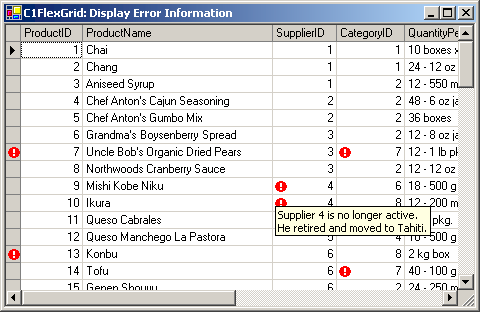 C1FlexGrid: Display Error Information
ProductID ProductName SupplierID CategoryID QuantityPe
1 Chai 1 1 10 boxes x
2 Chang 1 1 24 - 12 oz
3 Aniseed Syrup 1 2 12 - 550 m
4 Chef Anton's Cajun Seasoning 2 2 48 - 6 oz ja
5 Chef Anton's Gumbo Mix 2 2 36 boxes
6 Grandma's Boysenberry Spread 3 2 12 - 8 oz ja
7 Uncle Bob's Organic Dried Pears 3 7 12 - 1 lb pk
8 Northwoods Cranberry Sauce 3 2 12 - 12 oz
9 Mishi Kobe Niku 4 6 18 - 500 g
10 Ikura 4 8 12 - 200 m
Supplier 4 is no longer active.
He retired and moved to Tahiti.
11 Queso Cabrales pkg.
12 Queso Manchego La Pastora 10 - 500 g
13 Konbu 6 8 2 kg box
14 Tofu 6 7 40 - 100 g
15 Genen Shouyu 6 2 24 - 250 m